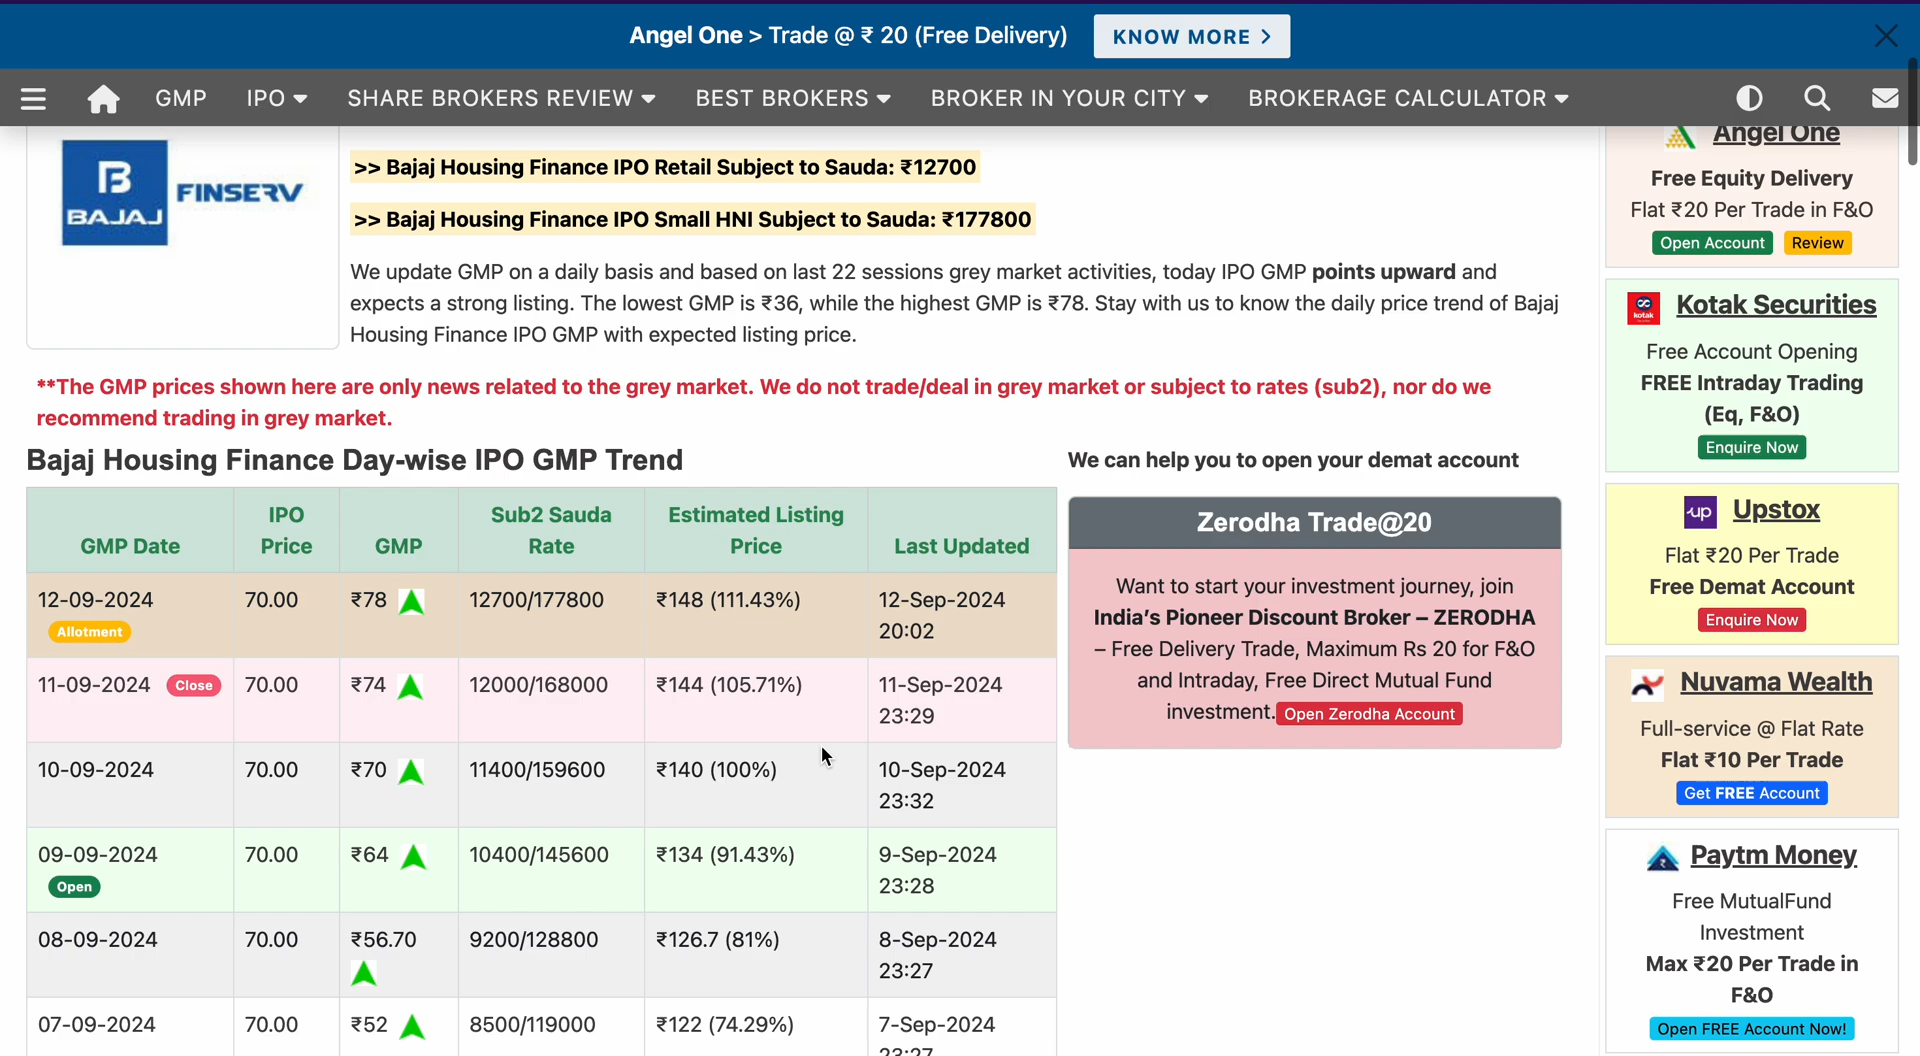 Angel One > Trade @ ₹ 20 (Free Delivery)
KNOW MORE
GMP
IPO
SHARE BROKERS REVIEW
BEST BROKERS
BROKER IN YOUR CITY
BROKERAGE CALCULATOR
B
BAJAJ
FINSERV
>> Bajaj Housing Finance IPO Retail Subject to Sauda: ₹12700
>> Bajaj Housing Finance IPO Small HNI Subject to Sauda: ₹177800
We update GMP on a daily basis and based on last 22 sessions grey market activities, today IPO GMP points upward and
expects a strong listing. The lowest GMP is ₹36, while the highest GMP is ₹78. Stay with us to know the daily price trend of Bajaj
Housing Finance IPO GMP with expected listing price.
**The GMP prices shown here are only news related to the grey market. We do not trade/deal in grey market or subject to rates (sub2), nor do we
recommend trading in grey market.
Bajaj Housing Finance Day-wise IPO GMP Trend
GMP Date
IPO
Price
GMP
Sub2 Sauda
Rate
Estimated Listing
Price
Last Updated
12-09-2024
Allotment
70.00
₹78
12700/177800
₹148 (111.43%)
12-Sep-2024
20:02
11-09-2024
Close
70.00
₹74
12000/168000
₹144 (105.71%)
11-Sep-2024
23:29
10-09-2024
70.00
₹70
11400/159600
₹140 (100%)
10-Sep-2024
23:32
09-09-2024
Open
70.00
₹64
10400/145600
₹134 (91.43%)
9-Sep-2024
23:28
08-09-2024
70.00
₹56.70
9200/128800
₹126.7 (81%)
8-Sep-2024
23:27
07-09-2024
70.00
₹52
8500/119000
₹122 (74.29%)
7-Sep-2024
23:27
We can help you to open your demat account
Zerodha Trade@20
Want to start your investment journey, join
India’s Pioneer Discount Broker – ZERODHA
– Free Delivery Trade, Maximum Rs 20 for F&O
and Intraday, Free Direct Mutual Fund
investment. Open Zerodha Account
Angel One
Free Equity Delivery
Flat ₹20 Per Trade in F&O
Open Account
Review
kotak
Kotak Securities
Free Account Opening
FREE Intraday Trading
(Eq, F&O)
Enquire Now
up
Upstox
Flat ₹20 Per Trade
Free Demat Account
Enquire Now
Nuvama Wealth
Full-service @ Flat Rate
Flat ₹10 Per Trade
Get FREE Account
Paytm Money
Free MutualFund
Investment
Max ₹20 Per Trade in
F&O
Open FREE Account Now!